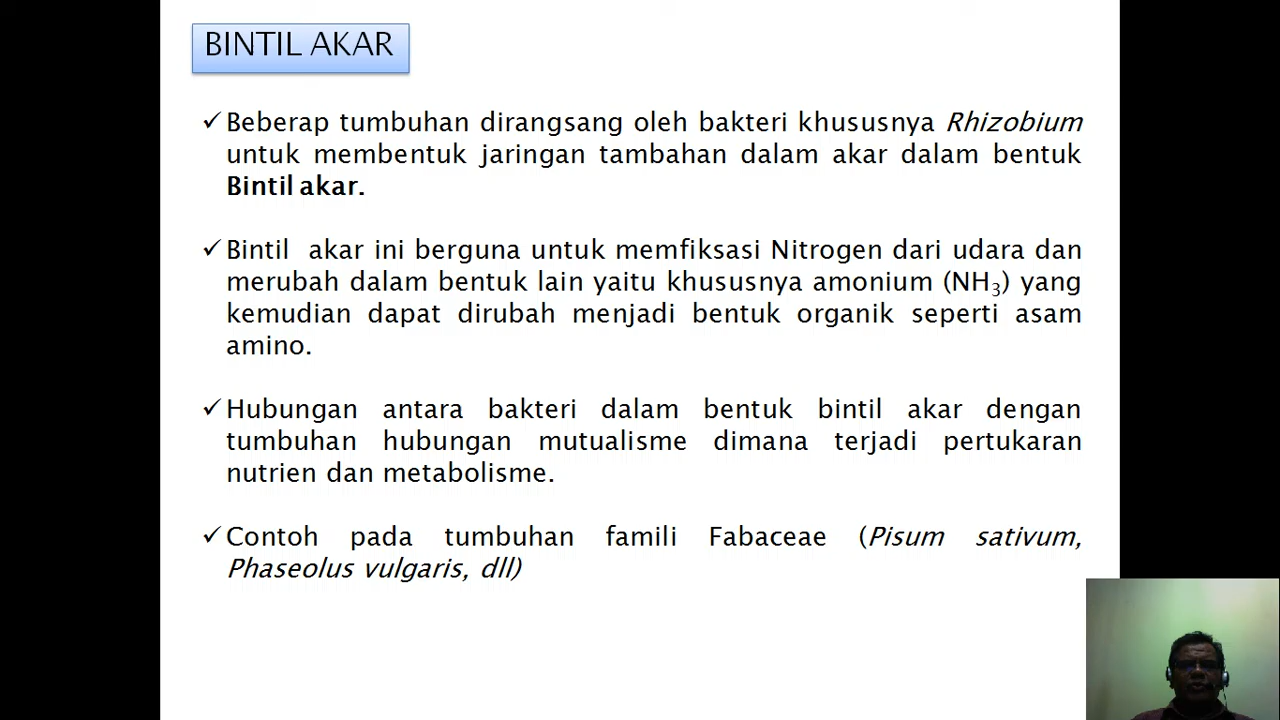 BINTIL AKAR
✓Beberap tumbuhan dirangsang oleh bakteri khususnya Rhizobium
untuk membentuk jaringan tambahan dalam akar dalam bentuk
Bintil akar.
✓Bintil akar ini berguna untuk memfiksasi Nitrogen dari udara dan
merubah dalam bentuk lain yaitu khususnya amonium (NH₃) yang
kemudian dapat dirubah menjadi bentuk organik seperti asam
amino.
✓Hubungan antara bakteri dalam bentuk bintil akar dengan
tumbuhan hubungan mutualisme dimana terjadi pertukaran
nutrien dan metabolisme.
✓Contoh pada tumbuhan famili Fabaceae (Pisum sativum,
Phaseolus vulgaris, dll)